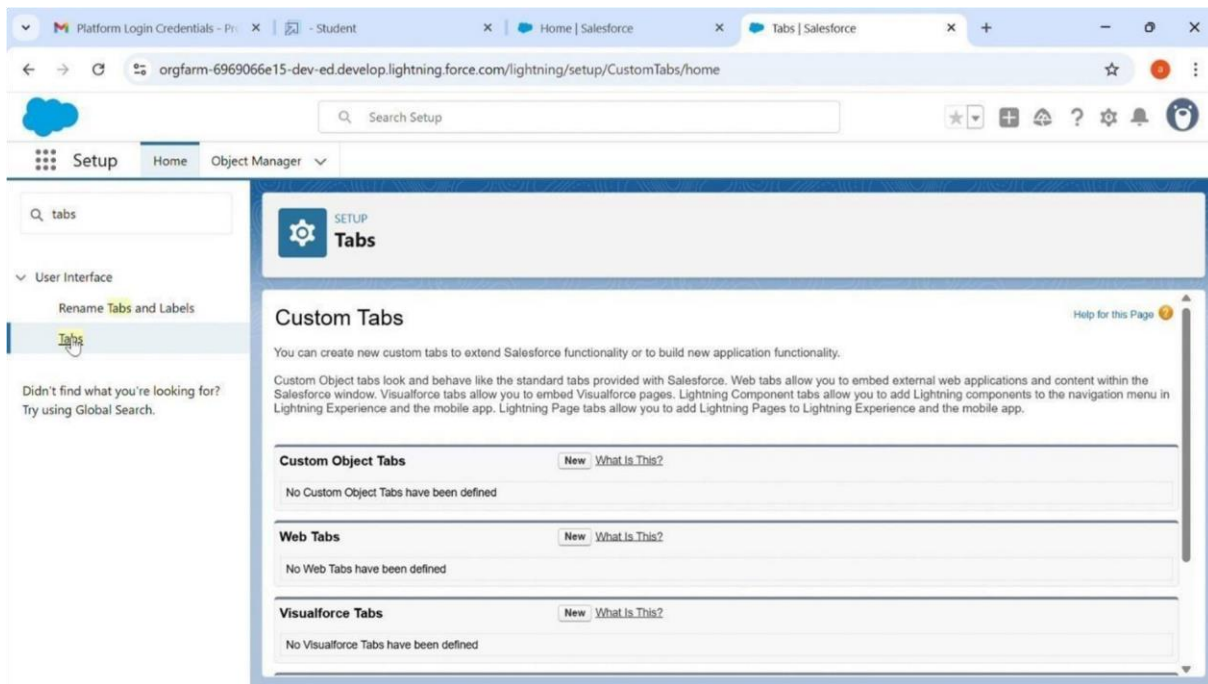 Platform Login Credentials - Pr
- Student
Home | Salesforce
Tabs | Salesforce
orgfarm-6969066e15-dev-ed.develop.lightning.force.com/lightning/setup/CustomTabs/home
a
Search Setup
Setup
Home
Object Manager
tabs
SETUP
Tabs
User Interface
Rename Tabs and Labels
Tabs
Didn't find what you're looking for?
Try using Global Search.
Custom Tabs
Help for this Page
You can create new custom tabs to extend Salesforce functionality or to build new application functionality.
Custom Object tabs look and behave like the standard tabs provided with Salesforce. Web tabs allow you to embed external web applications and content within the
Salesforce window. Visualforce tabs allow you to embed Visualforce pages. Lightning Component tabs allow you to add Lightning components to the navigation menu in
Lightning Experience and the mobile app. Lightning Page tabs allow you to add Lightning Pages to Lightning Experience and the mobile app.
Custom Object Tabs New What Is This?
No Custom Object Tabs have been defined
Web Tabs New What Is This?
No Web Tabs have been defined
Visualforce Tabs New What Is This?
No Visualforce Tabs have been defined